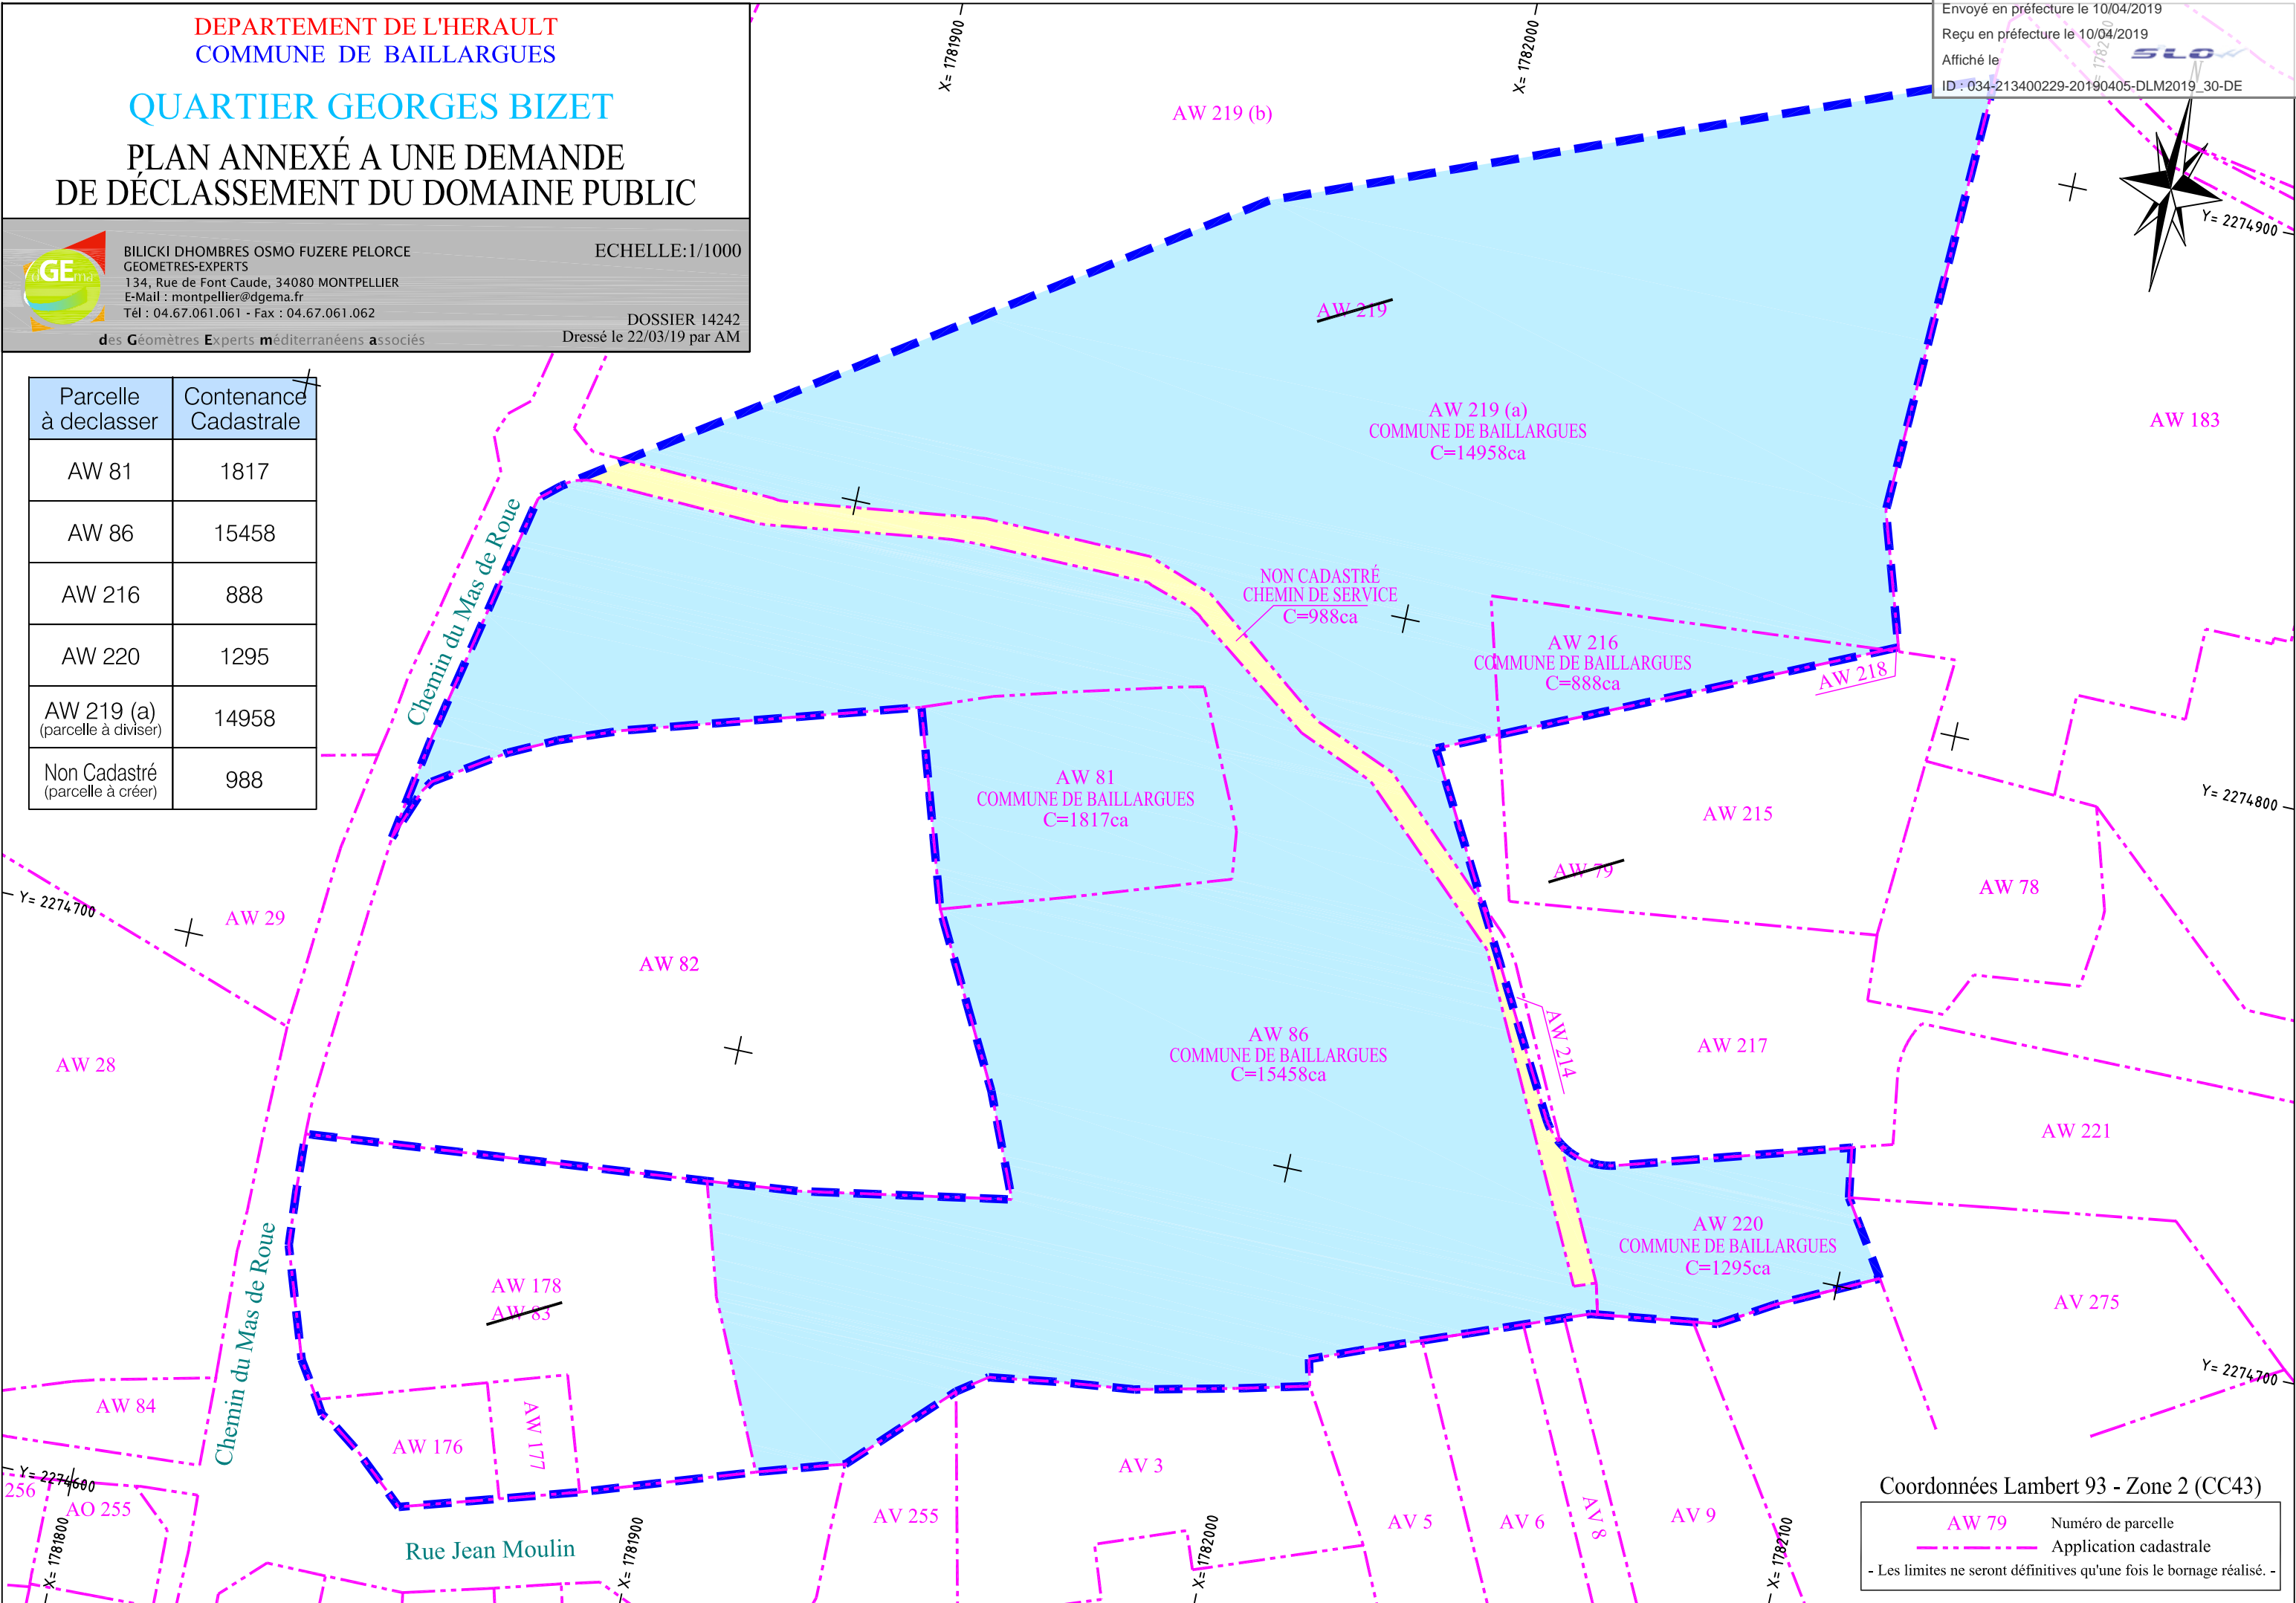 DEPARTEMENT DE L'HERAULT
COMMUNE DE BAILLARGUES
QUARTIER GEORGES BIZET
PLAN ANNEXÉ A UNE DEMANDE
DE DÉCLASSEMENT DU DOMAINE PUBLIC
GE
BILICKI DHOMBRES OSMO FUZERE PELORCE
GEOMETRES-EXPERTS
134, Rue de Font Caude, 34080 MONTPELLIER
E-Mail : montpellier@dgema.fr
Tél : 04.67.061.061 - Fax : 04.67.061.062
des Géomètres Experts méditerranéens associés
ECHELLE:1/1000
DOSSIER 14242
Dressé le 22/03/19 par AM
Envoyé en préfecture le 10/04/2019
Reçu en préfecture le 10/04/2019
Affiché le
SLO
ID : 034-213400229-20190405-DLM2019_30-DE
Parcelle à declasser | Contenance Cadastrale
AW 81 | 1817
AW 86 | 15458
AW 216 | 888
AW 220 | 1295
AW 219 (a) (parcelle à diviser) | 14958
Non Cadastré (parcelle à créer) | 988
X= 1781900
X= 1782000
AW 219 (b)
Y= 2274900
AW 219
AW 219 (a)
COMMUNE DE BAILLARGUES
C=14958ca
AW 183
Chemin du Mas de Roue
NON CADASTRÉ
CHEMIN DE SERVICE
C=988ca
AW 216
COMMUNE DE BAILLARGUES
C=888ca
AW 218
AW 81
COMMUNE DE BAILLARGUES
C=1817ca
Y= 2274800
AW 215
AW 79
AW 78
Y= 2274700
AW 29
AW 82
AW 28
AW 86
COMMUNE DE BAILLARGUES
C=15458ca
AW 214
AW 217
AW 221
AW 220
COMMUNE DE BAILLARGUES
C=1295ca
AW 178
AW 83
AV 275
Chemin du Mas de Roue
Y= 2274700
AW 84
AW 176
AW 177
AV 3
Y= 2274600
256
AO 255
AV 255
AV 5
AV 6
AV 8
AV 9
Rue Jean Moulin
X= 1781800
X= 1781900
X= 1782000
X= 1782100
Coordonnées Lambert 93 - Zone 2 (CC43)
AW 79 Numéro de parcelle
Application cadastrale
- Les limites ne seront définitives qu'une fois le bornage réalisé. -